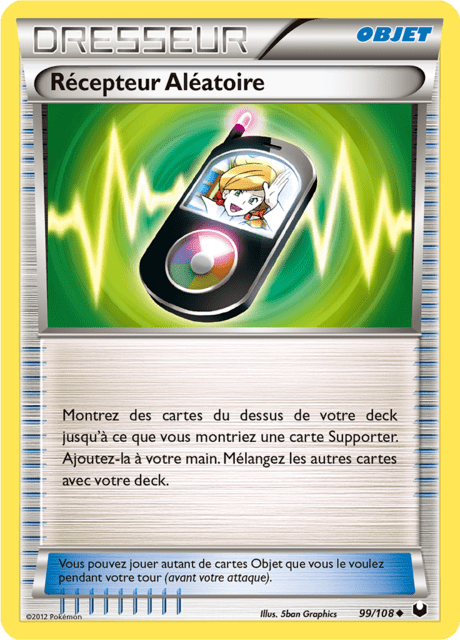 DRESSEUR
OBJET
Récepteur Aléatoire
Montrez des cartes du dessus de votre deck
jusqu'à ce que vous montriez une carte Supporter.
Ajoutez-la à votre main. Mélangez les autres cartes
avec votre deck.
Vous pouvez jouer autant de cartes Objet que vous le voulez
pendant votre tour (avant votre attaque).
©2012 Pokémon
Illus. 5ban Graphics
99/108